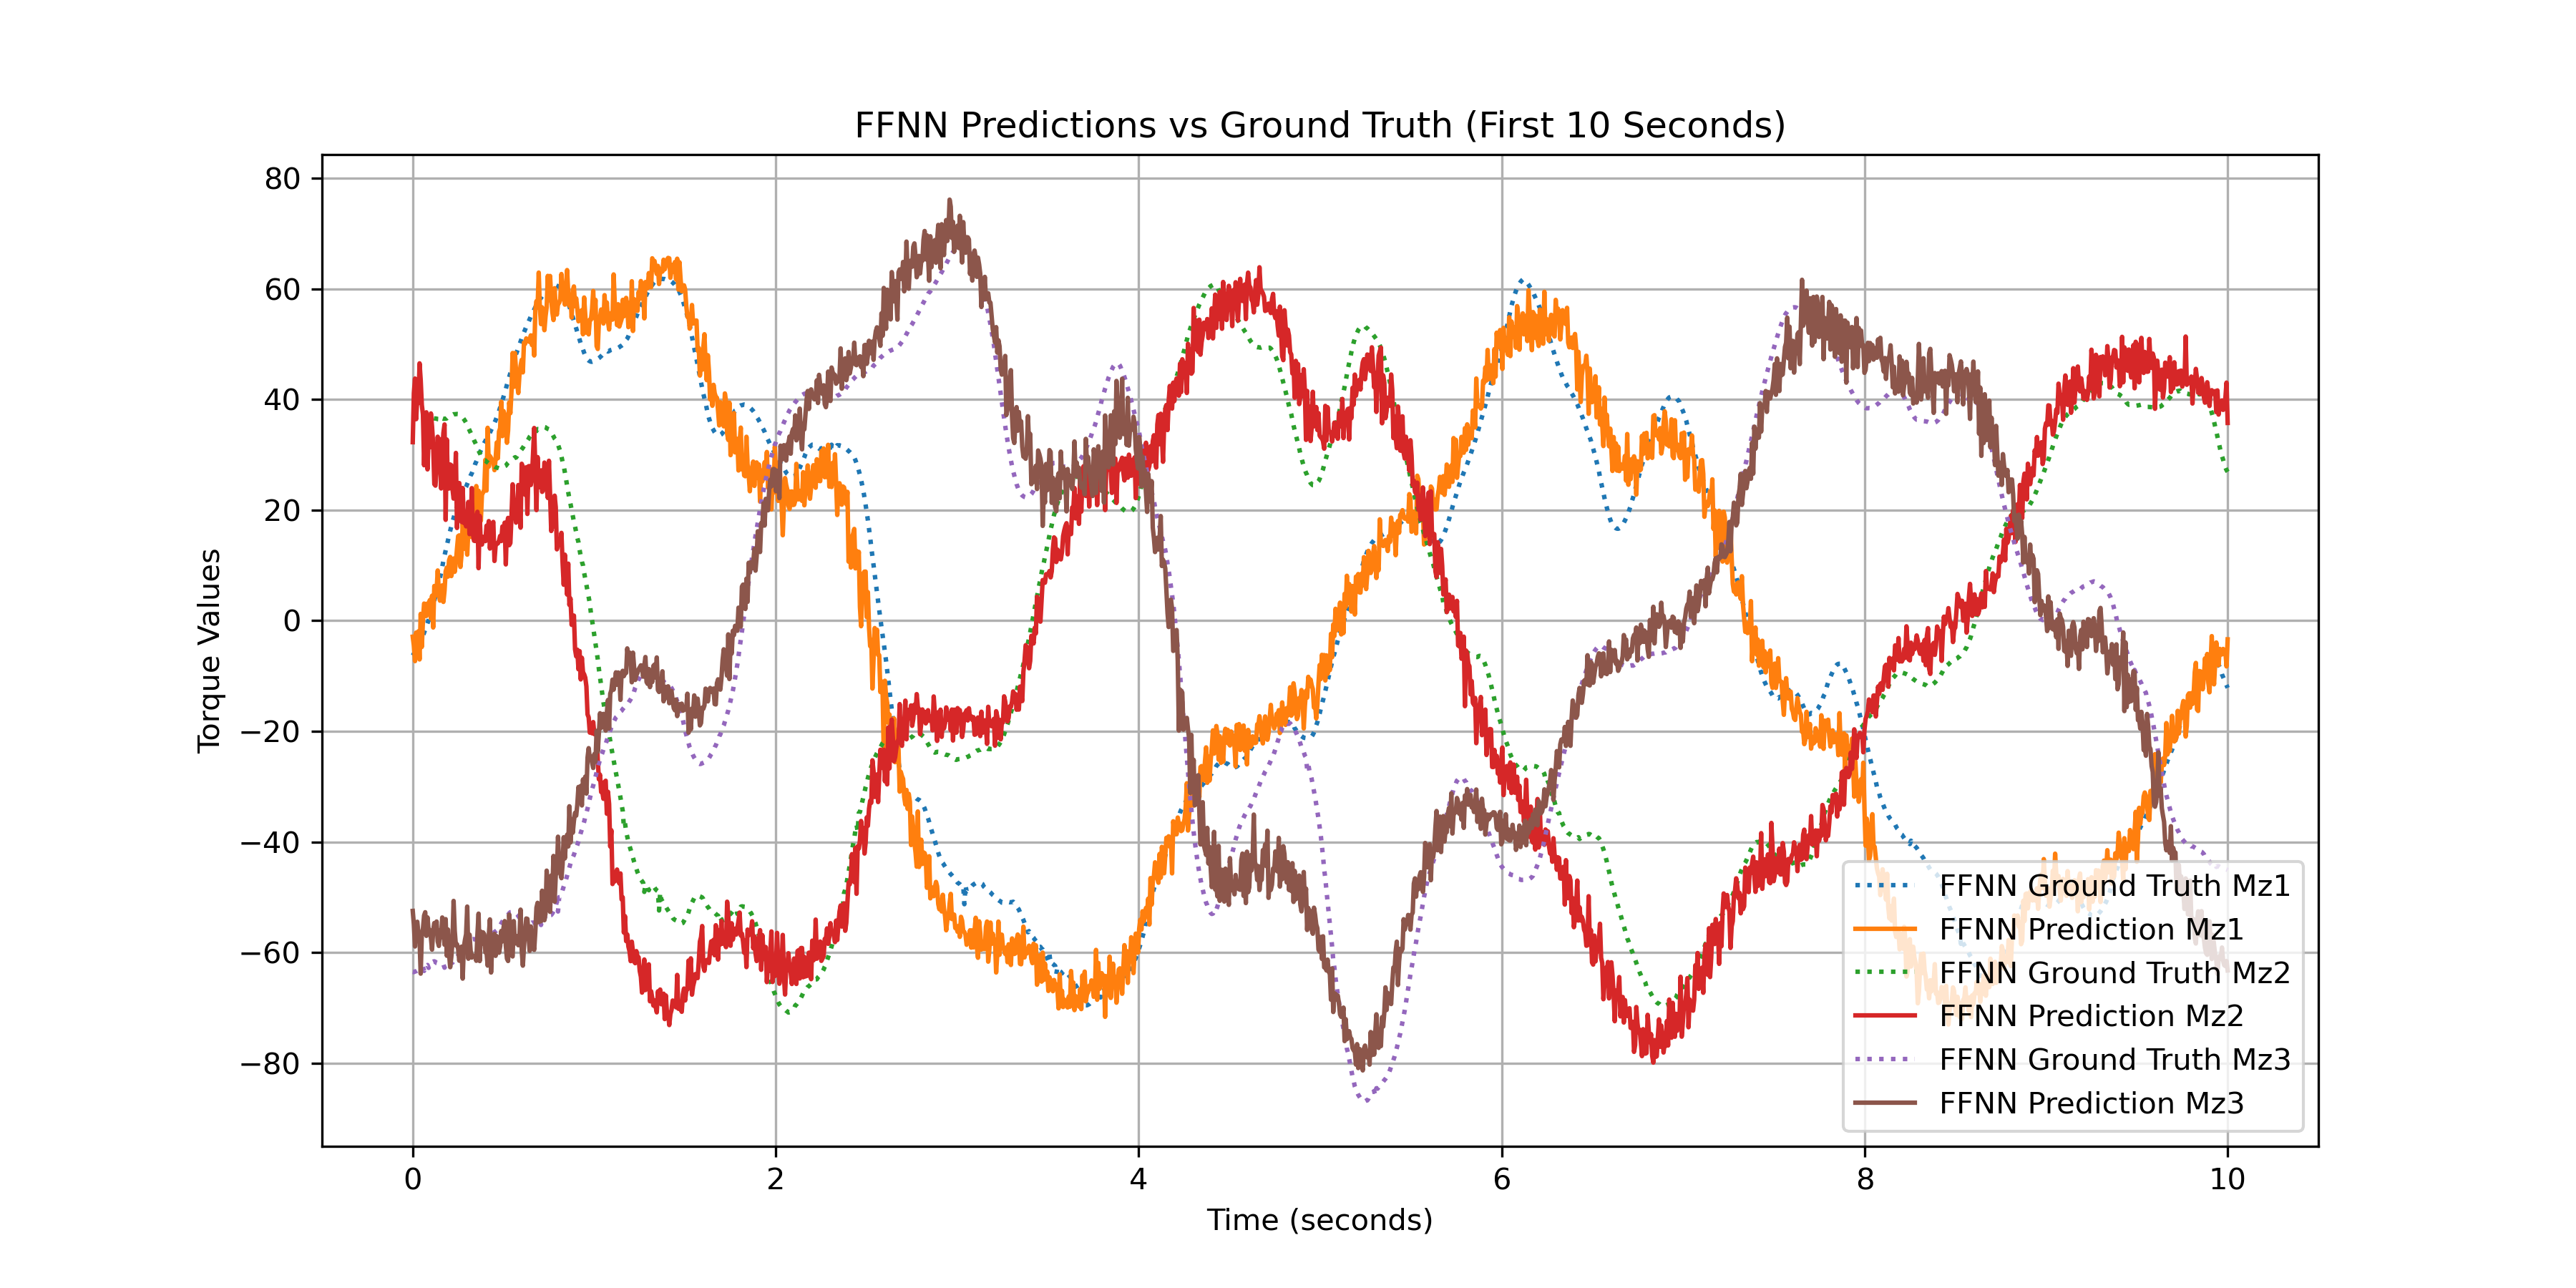 FFNN Predictions vs Ground Truth (First 10 Seconds)
Torque Values
80
60
40
20
0
−20
−40
−60
−80
FFNN Ground Truth Mz1
FFNN Prediction Mz1
FFNN Ground Truth Mz2
FFNN Prediction Mz2
FFNN Ground Truth Mz3
FFNN Prediction Mz3
0 2 4 6 8 10
Time (seconds)